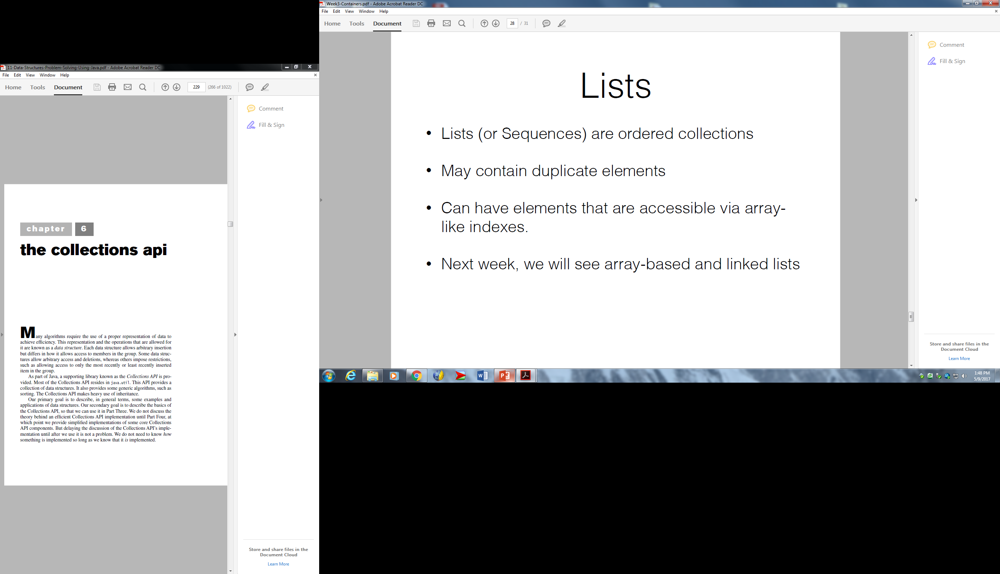 11-Data-Structures-Problem-Solving-Using-Java.pdf - Adobe Acrobat Reader DC
File Edit View Window Help
Home Tools Document 229 (266 of 1022)
Comment
Fill & Sign
chapter 6
the collections api
Many algorithms require the use of a proper representation of data to
achieve efficiency. This representation and the operations that are allowed for
it are known as a data structure. Each data structure allows arbitrary insertion
but differs in how it allows access to members in the group. Some data struc-
tures allow arbitrary access and deletions, whereas others impose restrictions,
such as allowing access to only the most recently or least recently inserted
item in the group.
As part of Java, a supporting library known as the Collections API is pro-
vided. Most of the Collections API resides in java.util. This API provides a
collection of data structures. It also provides some generic algorithms, such as
sorting. The Collections API makes heavy use of inheritance.
Our primary goal is to describe, in general terms, some examples and
applications of data structures. Our secondary goal is to describe the basics of
the Collections API, so that we can use it in Part Three. We do not discuss the
theory behind an efficient Collections API implementation until Part Four, at
which point we provide simplified implementations of some core Collections
API components. But delaying the discussion of the Collections API's imple-
mentation until after we use it is not a problem. We do not need to know how
something is implemented so long as we know that it is implemented.
Store and share files in the
Document Cloud
Learn More
Week3-Containers.pdf - Adobe Acrobat Reader DC
File Edit View Window Help
Home Tools Document 28 / 31
Comment
Fill & Sign
Lists
• Lists (or Sequences) are ordered collections
• May contain duplicate elements
• Can have elements that are accessible via array-
like indexes.
• Next week, we will see array-based and linked lists
Store and share files in the
Document Cloud
Learn More
1:48 PM
5/9/2017